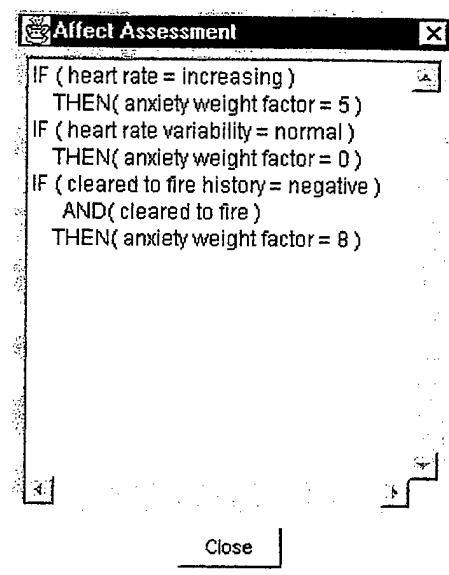 Affect Assessment
IF ( heart rate = increasing )
THEN( anxiety weight factor = 5 )
IF ( heart rate variability = normal )
THEN( anxiety weight factor = 0 )
IF ( cleared to fire history = negative )
AND( cleared to fire )
THEN( anxiety weight factor = 8 )
Close